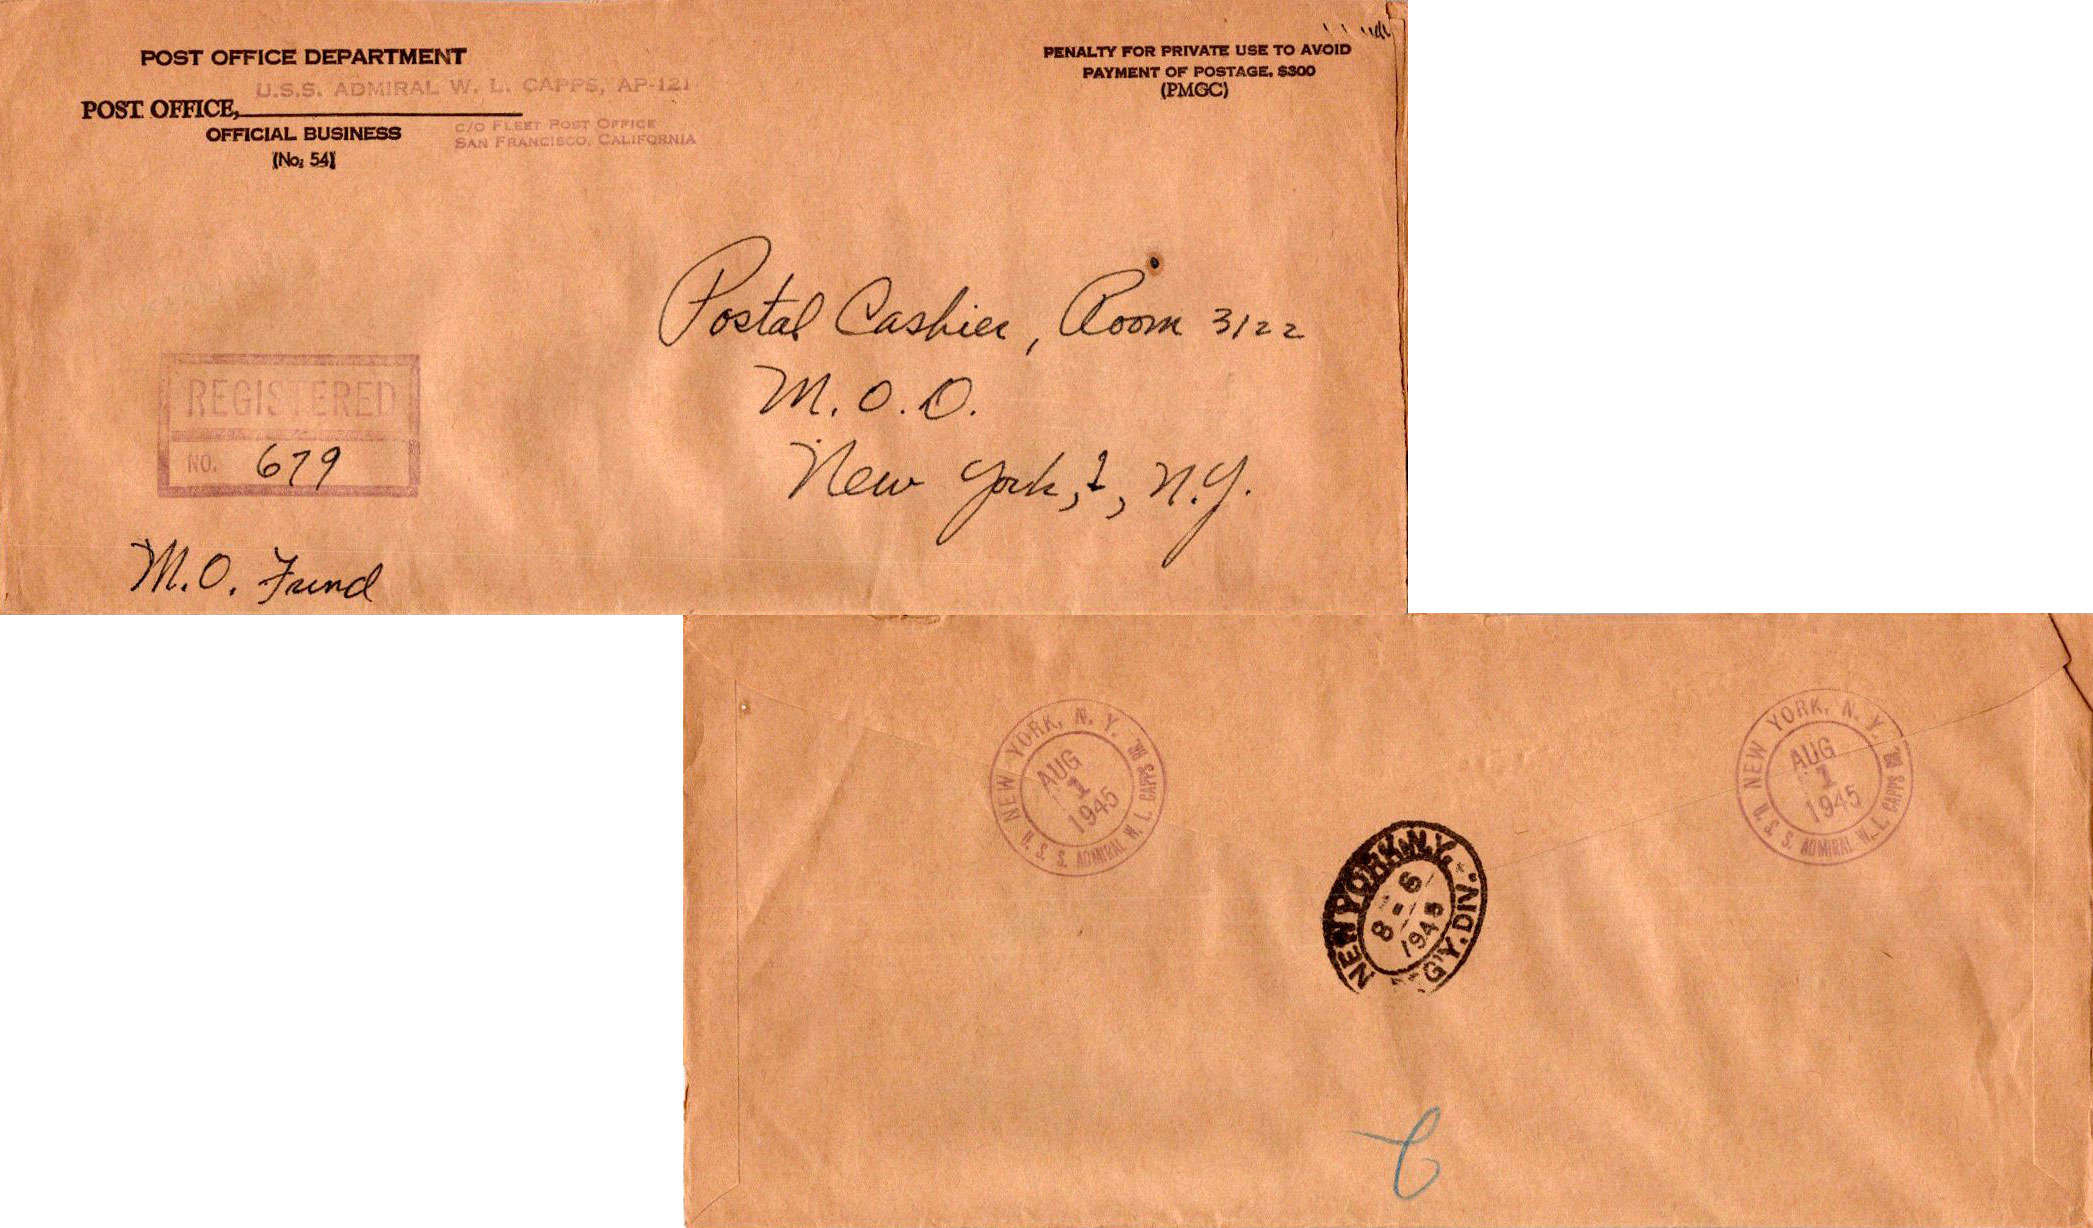 POST OFFICE DEPARTMENT
U.S.S. ADMIRAL W. L. CAPPS, AP-121
POST OFFICE,
OFFICIAL BUSINESS
(No. 54)
C/O FLEET POST OFFICE
SAN FRANCISCO, CALIFORNIA
PENALTY FOR PRIVATE USE TO AVOID
PAYMENT OF POSTAGE, $300
(PMGC)
Postal Cashier, Room 3122
M.O.O.
New York, 1, N.Y.
REGISTERED
NO. 679
M.O. Fund
NEW YORK, N. Y.
AUG
1
1945
U. S. S. ADMIRAL W. L. CAPPS BR.
NEW YORK, N.Y.
8-6
1945
G'Y. DIV.
NEW YORK, N. Y.
AUG
1
1945
U. S. S. ADMIRAL W. L. CAPPS BR.